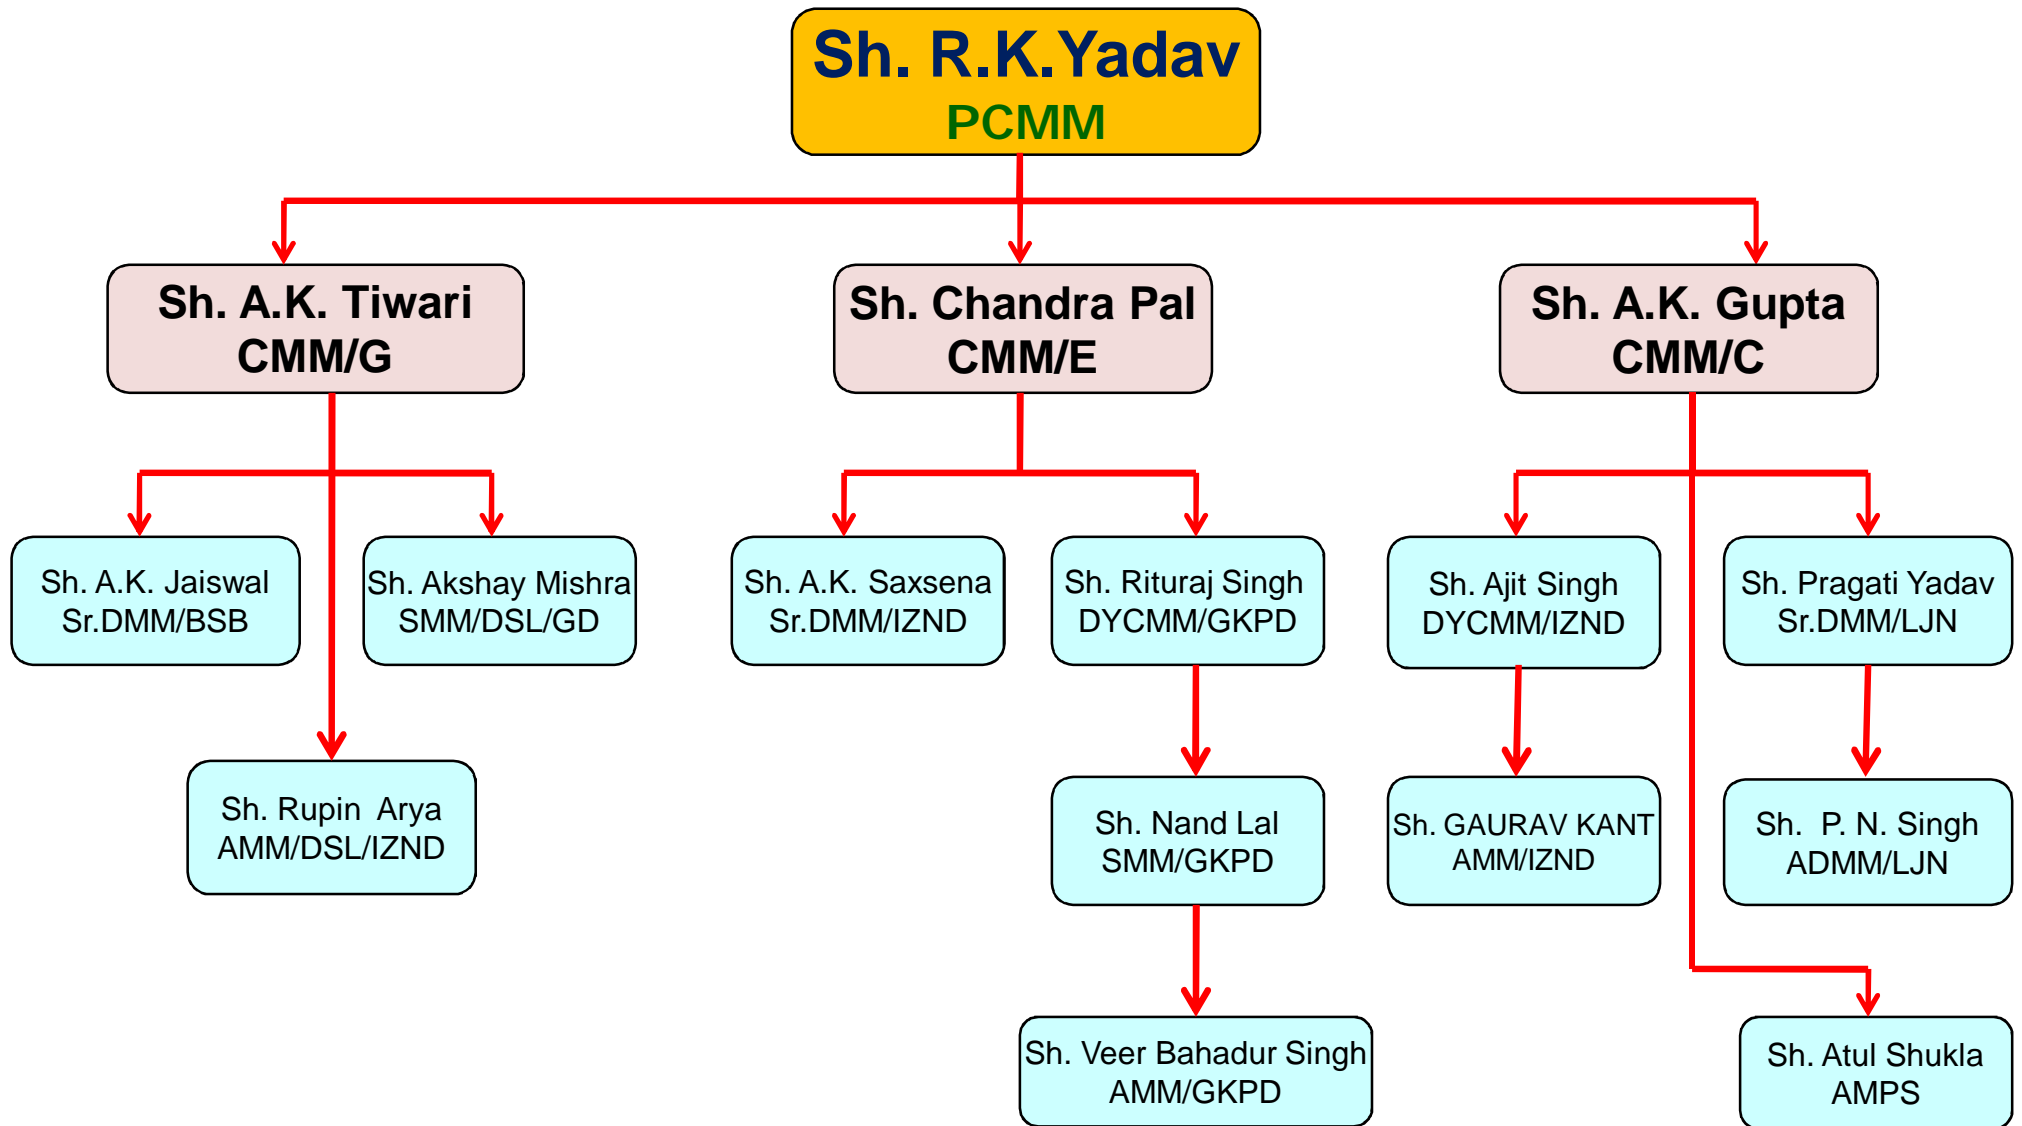 Sh. R.K.Yadav
PCMM
Sh. A.K. Tiwari
CMM/G
Sh. Chandra Pal
CMM/E
Sh. A.K. Gupta
CMM/C
Sh. A.K. Jaiswal
Sr.DMM/BSB
Sh. Akshay Mishra
SMM/DSL/GD
Sh. A.K. Saxsena
Sr.DMM/IZND
Sh. Rituraj Singh
DYCMM/GKPD
Sh. Ajit Singh
DYCMM/IZND
Sh. Pragati Yadav
Sr.DMM/LJN
Sh. Rupin Arya
AMM/DSL/IZND
Sh. Nand Lal
SMM/GKPD
Sh. GAURAV KANT
AMM/IZND
Sh. P. N. Singh
ADMM/LJN
Sh. Veer Bahadur Singh
AMM/GKPD
Sh. Atul Shukla
AMPS